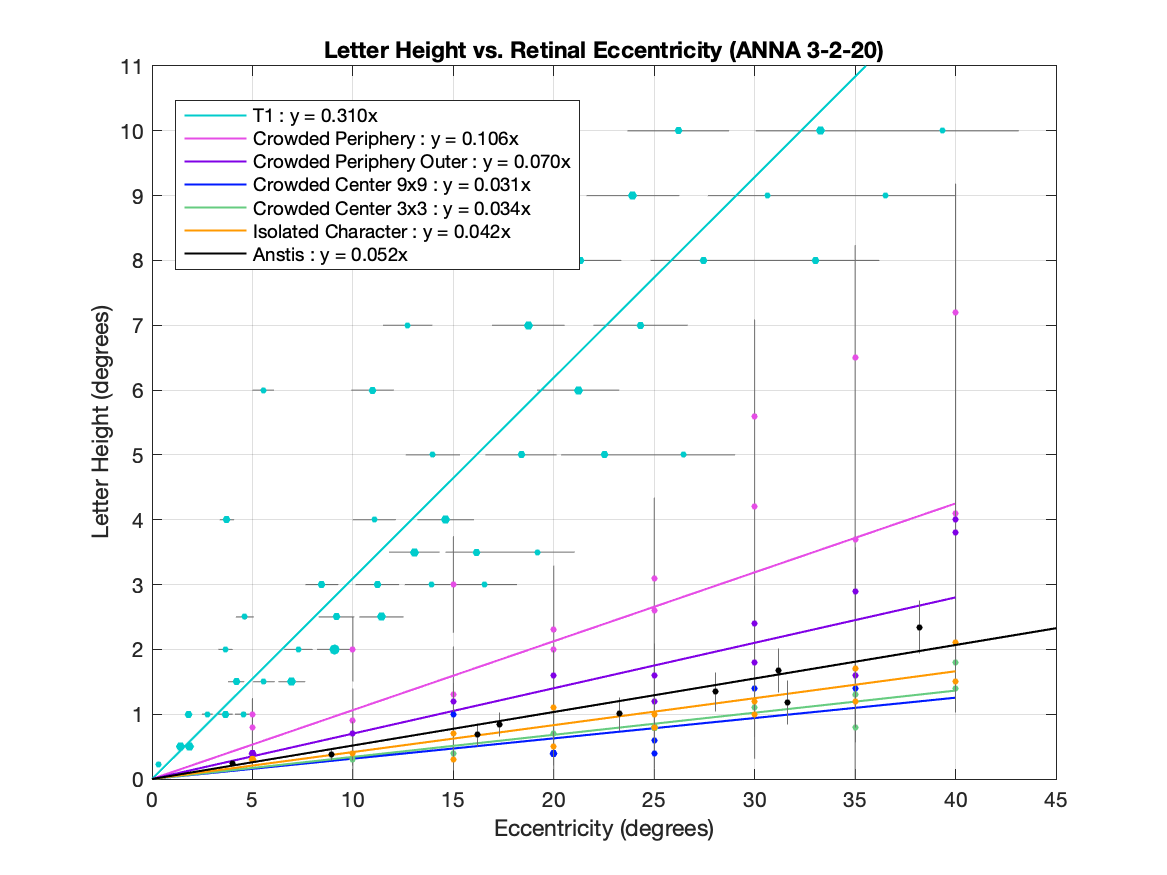 Letter Height vs. Retinal Eccentricity (ANNA 3-2-20)
11
10
9
8
7
6
5
4
3
2
1
0
Letter Height (degrees)
T1 : y = 0.310x
Crowded Periphery : y = 0.106x
Crowded Periphery Outer : y = 0.070x
Crowded Center 9x9 : y = 0.031x
Crowded Center 3x3 : y = 0.034x
Isolated Character : y = 0.042x
Anstis : y = 0.052x
0 5 10 15 20 25 30 35 40 45
Eccentricity (degrees)